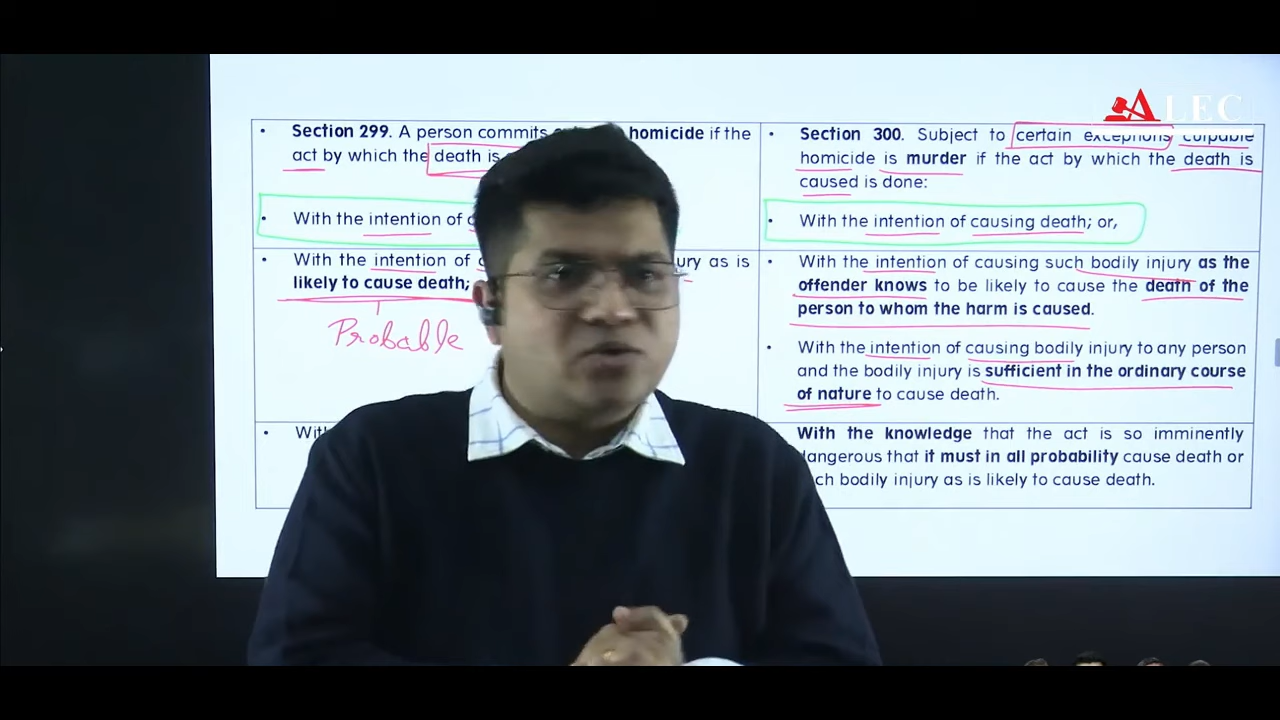 ALEC
Section 299. A person commits homicide if the
act by which the death is
With the intention of
With the intention of injury as is
likely to cause death;
Probable
Section 300. Subject to certain exceptions culpable
homicide is murder if the act by which the death is
caused is done:
With the intention of causing death; or,
With the intention of causing such bodily injury as the
offender knows to be likely to cause the death of the
person to whom the harm is caused.
With the intention of causing bodily injury to any person
and the bodily injury is sufficient in the ordinary course
of nature to cause death.
With the knowledge that the act is so imminently
dangerous that it must in all probability cause death or
such bodily injury as is likely to cause death.